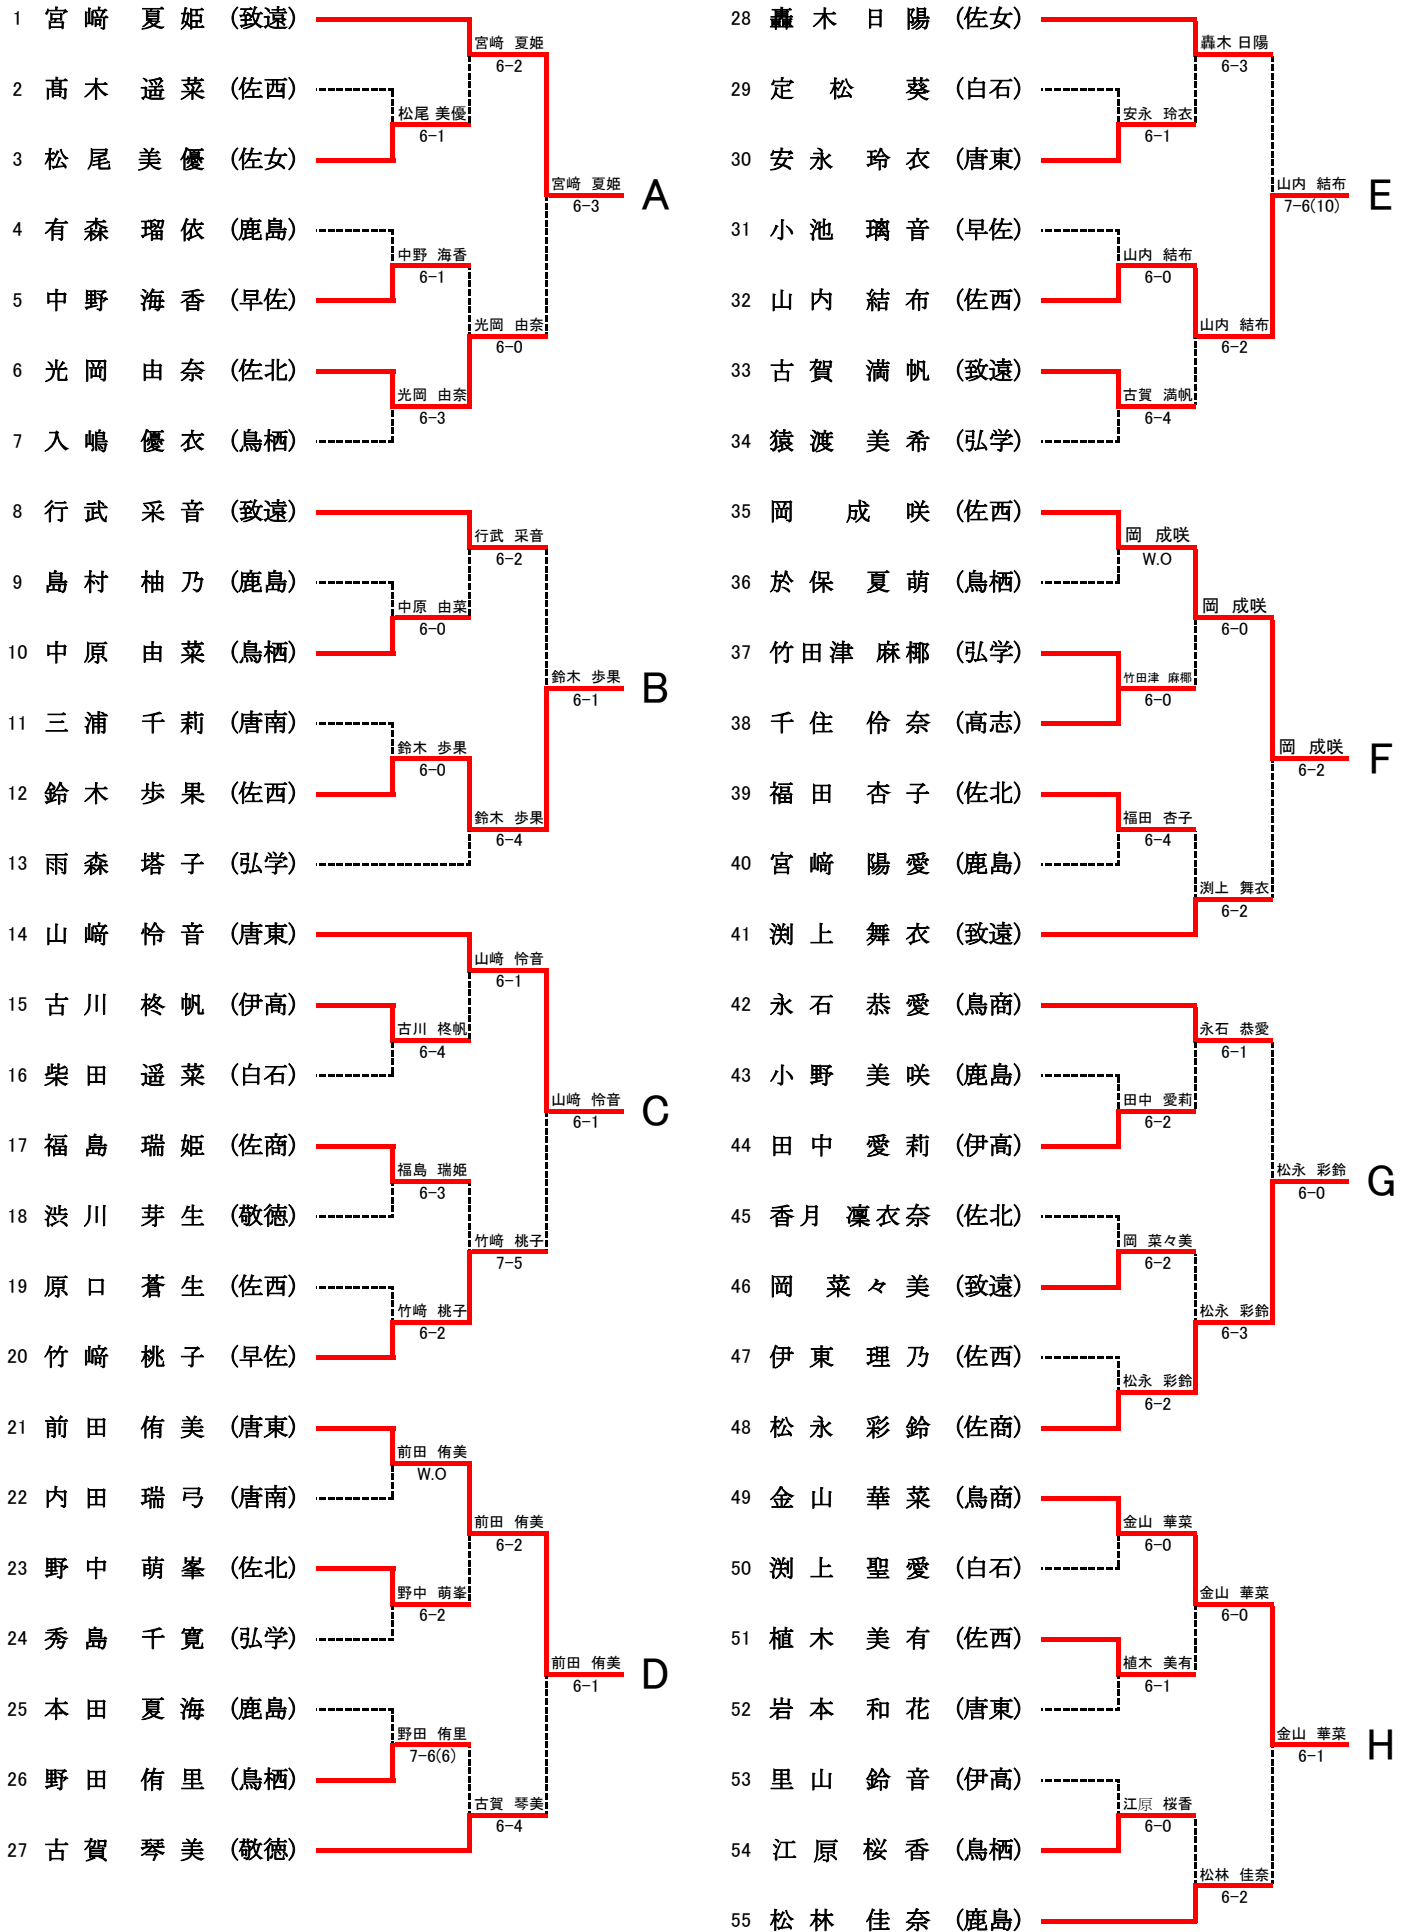 1 宮﨑 夏姫 (致遠)
宮﨑 夏姫
6-2
2 髙木 遥菜 (佐西)
松尾 美優
6-1
3 松尾 美優 (佐女)
宮﨑 夏姫
6-3
A
4 有森 瑠依 (鹿島)
中野 海香
6-1
5 中野 海香 (早佐)
光岡 由奈
6-0
6 光岡 由奈 (佐北)
光岡 由奈
6-3
7 入嶋 優衣 (鳥栖)
8 行武 采音 (致遠)
行武 采音
6-2
9 島村 柚乃 (鹿島)
中原 由菜
6-0
10 中原 由菜 (鳥栖)
鈴木 歩果
6-1
B
11 三浦 千莉 (唐南)
鈴木 歩果
6-0
12 鈴木 歩果 (佐西)
鈴木 歩果
6-4
13 雨森 塔子 (弘学)
14 山﨑 怜音 (唐東)
山﨑 怜音
6-1
15 古川 柊帆 (伊高)
古川 柊帆
6-4
16 柴田 遥菜 (白石)
山﨑 怜音
6-1
C
17 福島 瑞姫 (佐商)
福島 瑞姫
6-3
18 渋川 芽生 (敬徳)
竹﨑 桃子
7-5
19 原口 蒼生 (佐西)
竹﨑 桃子
6-2
20 竹﨑 桃子 (早佐)
21 前田 侑美 (唐東)
前田 侑美
W.O
22 内田 瑞弓 (唐南)
前田 侑美
6-2
23 野中 萌峯 (佐北)
野中 萌峯
6-2
24 秀島 千寛 (弘学)
前田 侑美
6-1
D
25 本田 夏海 (鹿島)
野田 侑里
7-6(6)
26 野田 侑里 (鳥栖)
古賀 琴美
6-4
27 古賀 琴美 (敬徳)
28 轟木 日陽 (佐女)
轟木 日陽
6-3
29 定松 葵 (白石)
安永 玲衣
6-1
30 安永 玲衣 (唐東)
山内 結布
7-6(10)
E
31 小池 璃音 (早佐)
山内 結布
6-0
32 山内 結布 (佐西)
山内 結布
6-2
33 古賀 満帆 (致遠)
古賀 満帆
6-4
34 猿渡 美希 (弘学)
35 岡 成咲 (佐西)
岡 成咲
W.O
36 於保 夏萌 (鳥栖)
岡 成咲
6-0
37 竹田津 麻椰 (弘学)
竹田津 麻椰
6-0
38 千住 伶奈 (高志)
岡 成咲
6-2
F
39 福田 杏子 (佐北)
福田 杏子
6-4
40 宮﨑 陽愛 (鹿島)
渕上 舞衣
6-2
41 渕上 舞衣 (致遠)
42 永石 恭愛 (鳥商)
永石 恭愛
6-1
43 小野 美咲 (鹿島)
田中 愛莉
6-2
44 田中 愛莉 (伊高)
松永 彩鈴
6-0
G
45 香月 凜衣奈 (佐北)
岡 菜々美
6-2
46 岡 菜々美 (致遠)
松永 彩鈴
6-3
47 伊東 理乃 (佐西)
松永 彩鈴
6-2
48 松永 彩鈴 (佐商)
49 金山 華菜 (鳥商)
金山 華菜
6-0
50 渕上 聖愛 (白石)
金山 華菜
6-0
51 植木 美有 (佐西)
植木 美有
6-1
52 岩本 和花 (唐東)
金山 華菜
6-1
H
53 里山 鈴音 (伊高)
江原 桜香
6-0
54 江原 桜香 (鳥栖)
松林 佳奈
6-2
55 松林 佳奈 (鹿島)